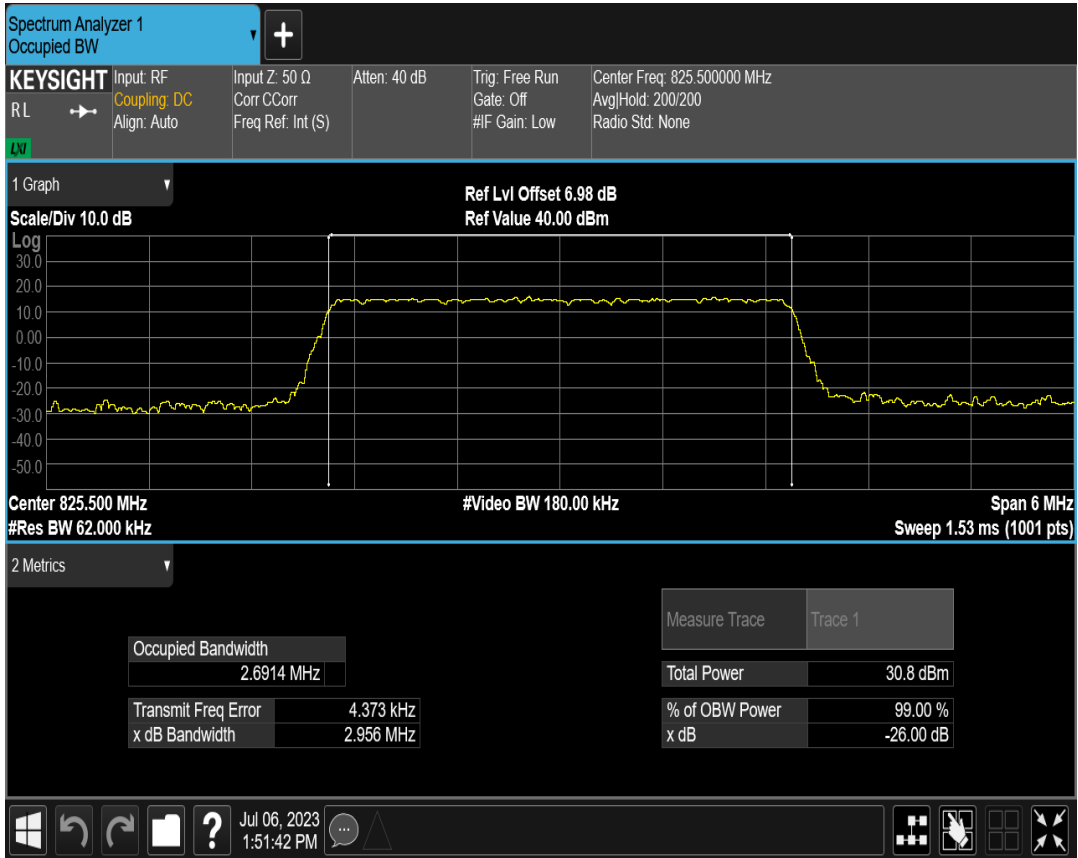 Spectrum Analyzer 1
Occupied BW
KEYSIGHT
R L
LXI
Input: RF
Coupling: DC
Align: Auto
Input Z: 50 Ω
Corr CCorr
Freq Ref: Int (S)
Atten: 40 dB
Trig: Free Run
Gate: Off
#IF Gain: Low
Center Freq: 825.500000 MHz
Avg|Hold: 200/200
Radio Std: None
1 Graph
Ref Lvl Offset 6.98 dB
Scale/Div 10.0 dB
Ref Value 40.00 dBm
Log
30.0
20.0
10.0
0.00
-10.0
-20.0
-30.0
-40.0
-50.0
Center 825.500 MHz
#Video BW 180.00 kHz
Span 6 MHz
#Res BW 62.000 kHz
Sweep 1.53 ms (1001 pts)
2 Metrics
Measure Trace
Trace 1
Occupied Bandwidth
2.6914 MHz
Total Power
30.8 dBm
Transmit Freq Error
4.373 kHz
% of OBW Power
99.00 %
x dB Bandwidth
2.956 MHz
x dB
-26.00 dB
?
Jul 06, 2023
1:51:42 PM